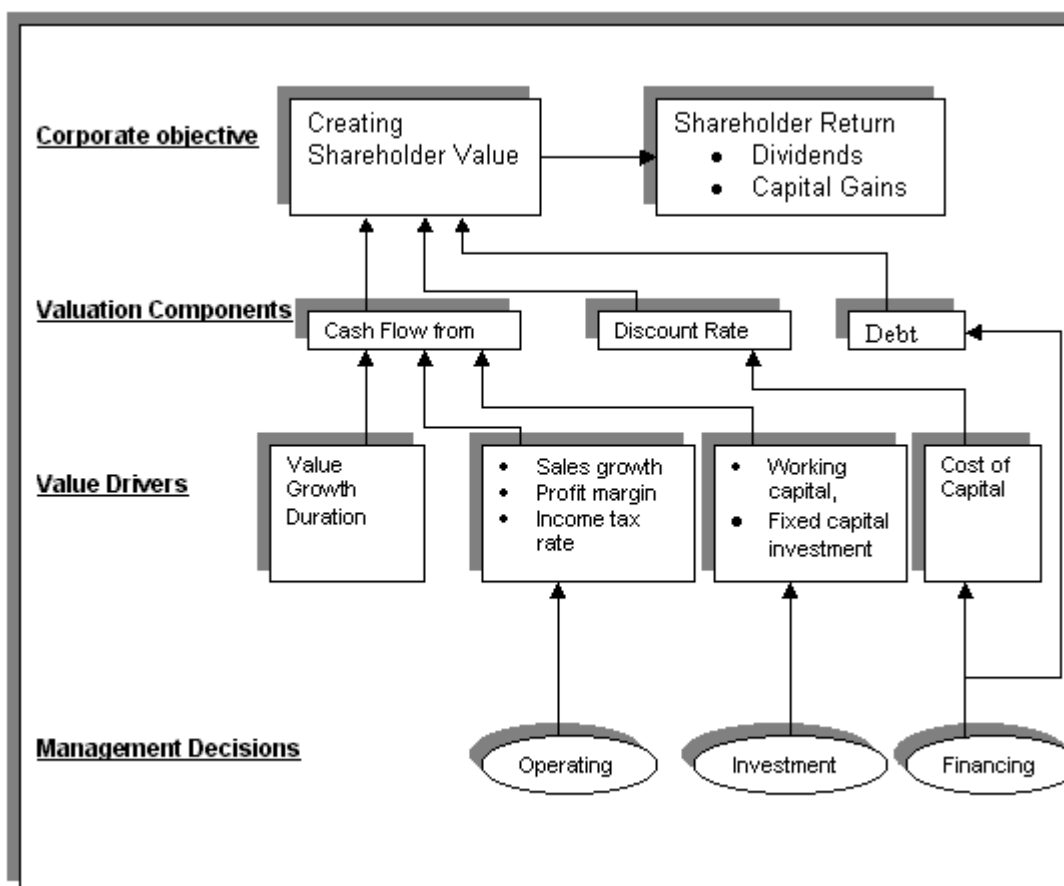 Corporate objective
Creating
Shareholder Value
Shareholder Return
• Dividends
• Capital Gains
Valuation Components
Cash Flow from
Discount Rate
Debt
Value Drivers
Value
Growth
Duration
• Sales growth
• Profit margin
• Income tax
rate
• Working
capital,
• Fixed capital
investment
Cost of
Capital
Management Decisions
Operating
Investment
Financing